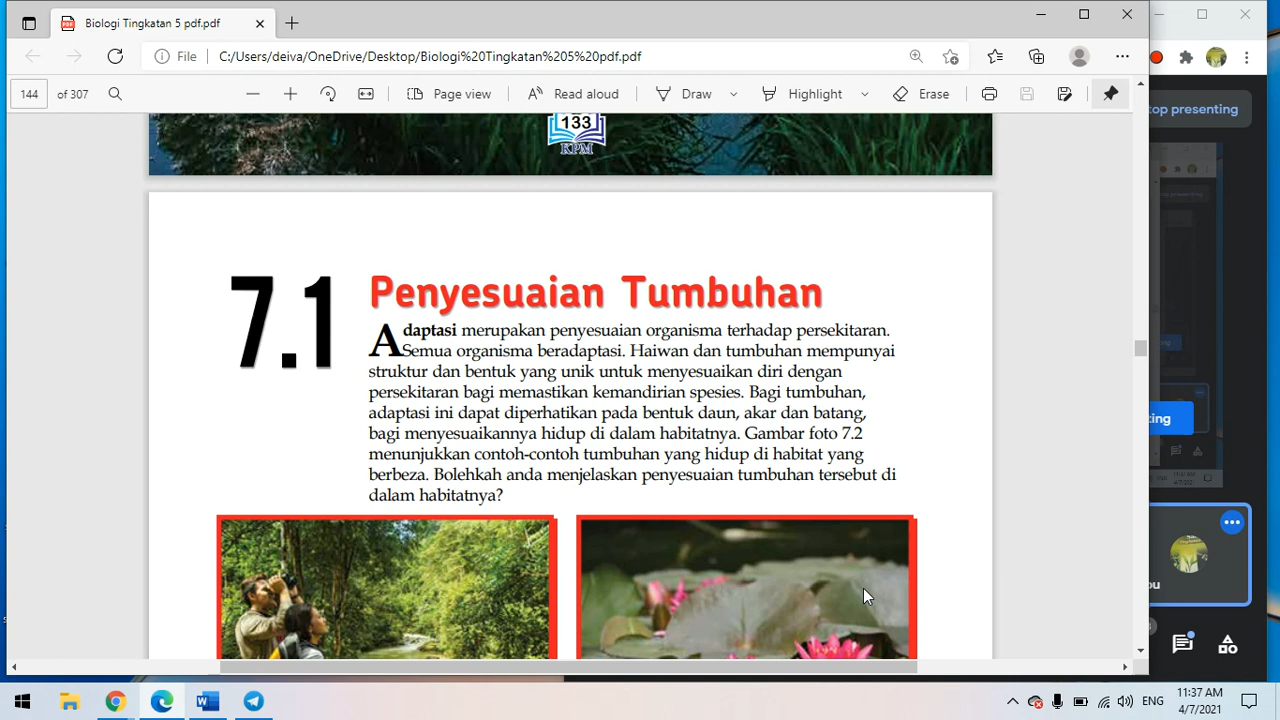 Biologi Tingkatan 5 pdf.pdf
File
C:/Users/deiva/OneDrive/Desktop/Biologi%20Tingkatan%205%20pdf.pdf
144 of 307
Page view
Read aloud
Draw
Highlight
Erase
top presenting
133
KPM
7.1 Penyesuaian Tumbuhan
Adaptasi merupakan penyesuaian organisma terhadap persekitaran.
Semua organisma beradaptasi. Haiwan dan tumbuhan mempunyai
struktur dan bentuk yang unik untuk menyesuaikan diri dengan
persekitaran bagi memastikan kemandirian spesies. Bagi tumbuhan,
adaptasi ini dapat diperhatikan pada bentuk daun, akar dan batang,
bagi menyesuaikannya hidup di dalam habitatnya. Gambar foto 7.2
menunjukkan contoh-contoh tumbuhan yang hidup di habitat yang
berbeza. Bolehkah anda menjelaskan penyesuaian tumbuhan tersebut di
dalam habitatnya?
ting
ou
ENG
11:37 AM
4/7/2021